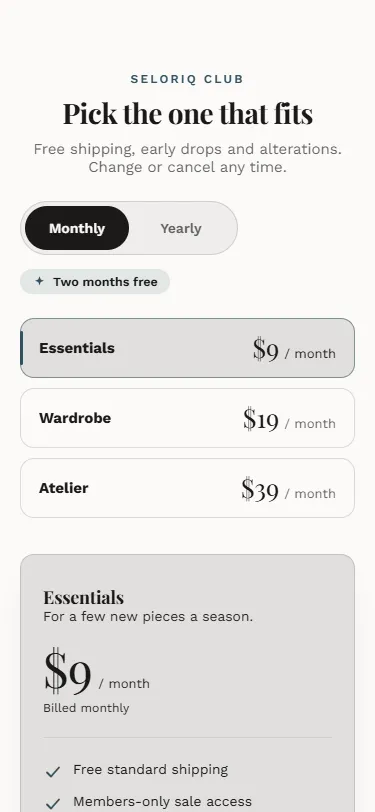 SELORIQ CLUB
Pick the one that fits
Free shipping, early drops and alterations.
Change or cancel any time.
Monthly Yearly
Two months free
Essentials $9 / month
Wardrobe $19 / month
Atelier $39 / month
Essentials
For a few new pieces a season.
$9 / month
Billed monthly
Free standard shipping
Members-only sale access